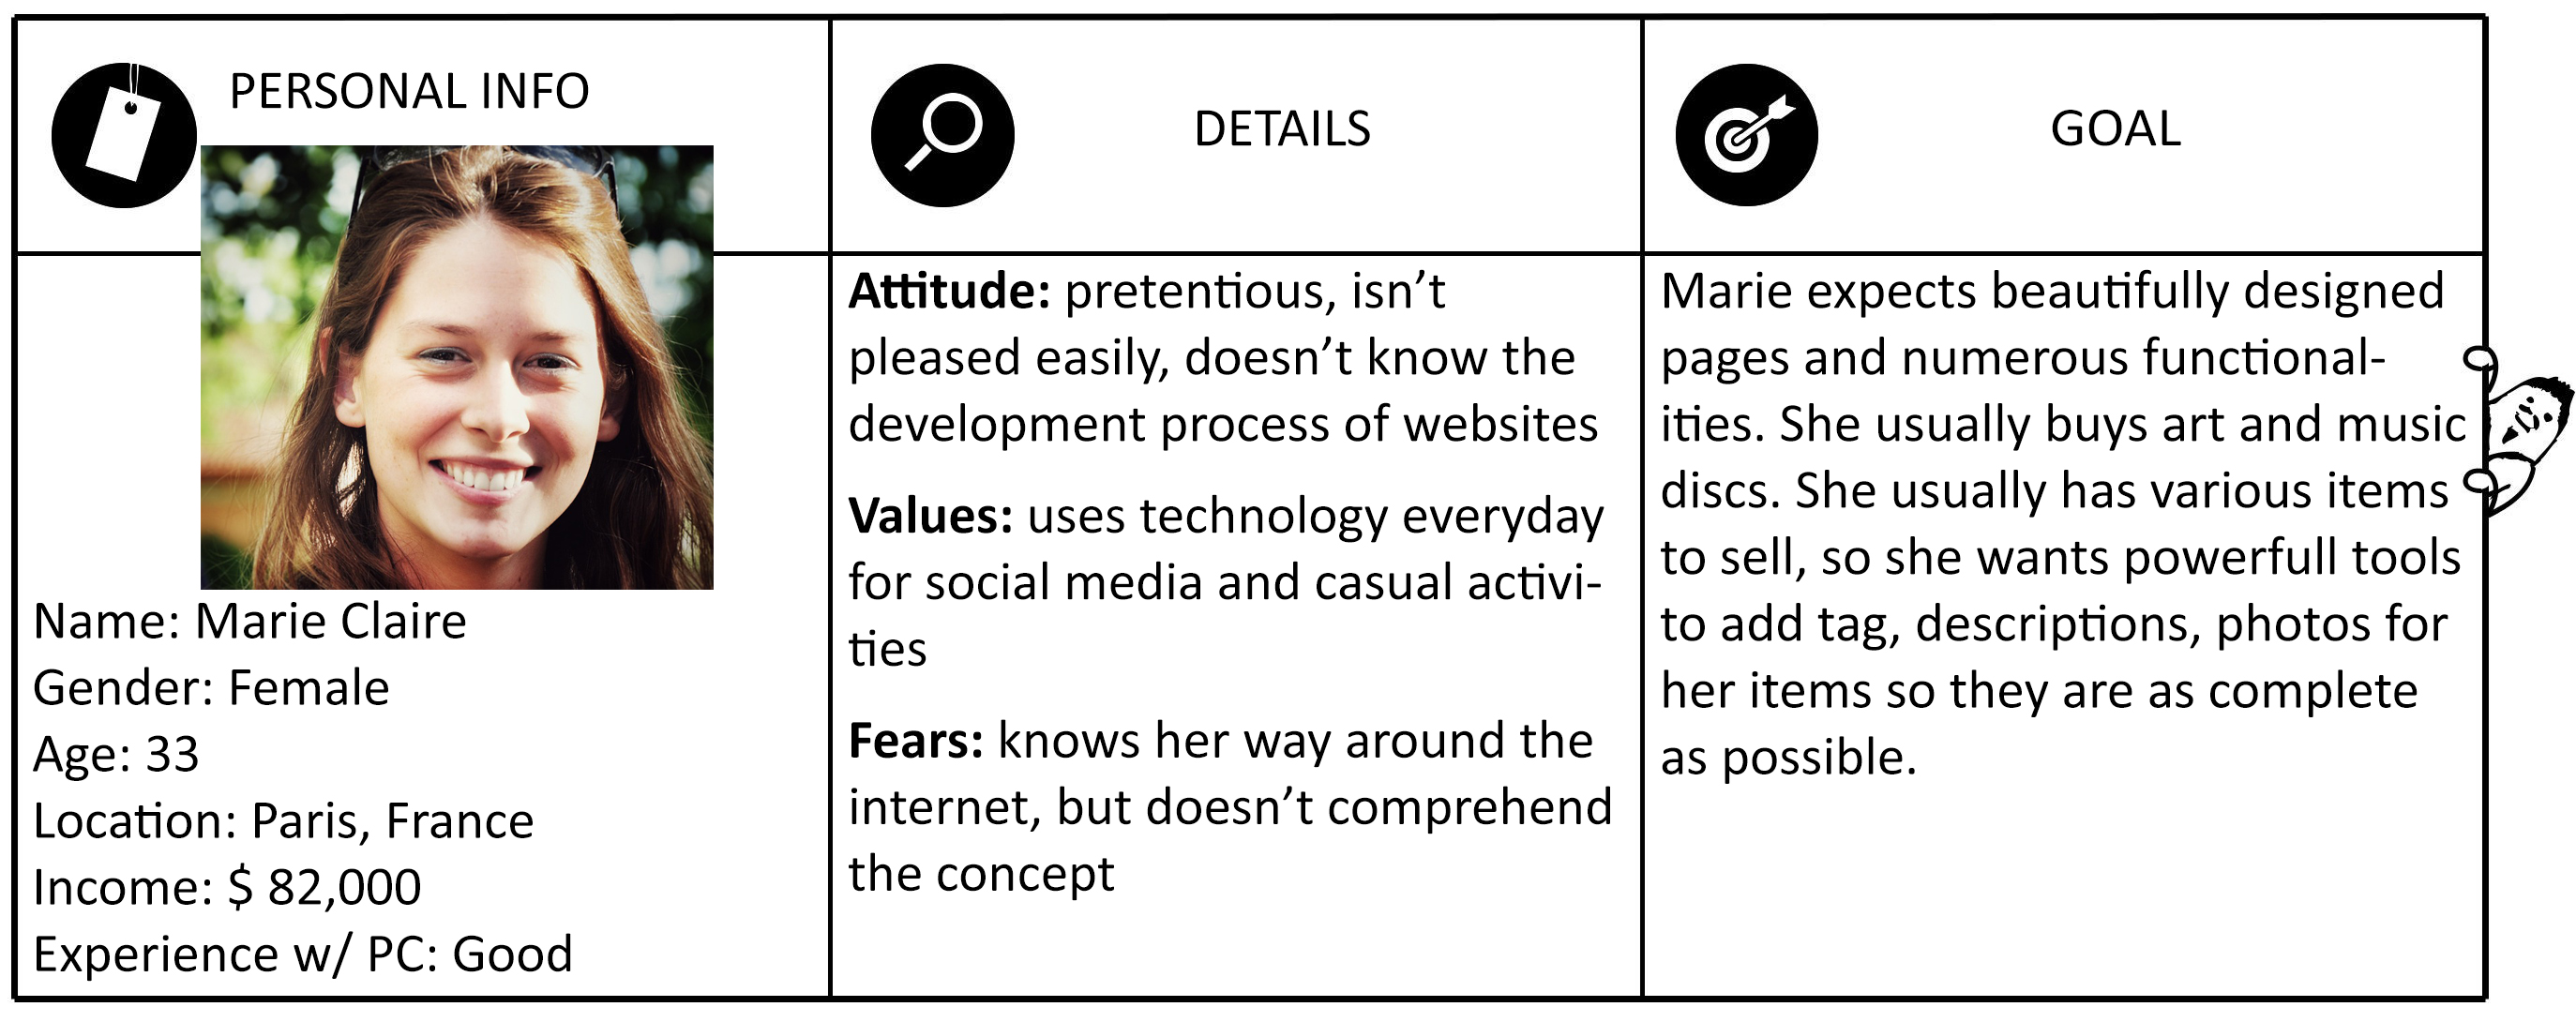 PERSONAL INFO
Name: Marie Claire
Gender: Female
Age: 33
Location: Paris, France
Income: $ 82,000
Experience w/ PC: Good
DETAILS
Attitude: pretentious, isn’t
pleased easily, doesn’t know the
development process of websites
Values: uses technology everyday
for social media and casual activi-
ties
Fears: knows her way around the
internet, but doesn’t comprehend
the concept
GOAL
Marie expects beautifully designed
pages and numerous functional-
ities. She usually buys art and music
discs. She usually has various items
to sell, so she wants powerfull tools
to add tag, descriptions, photos for
her items so they are as complete
as possible.